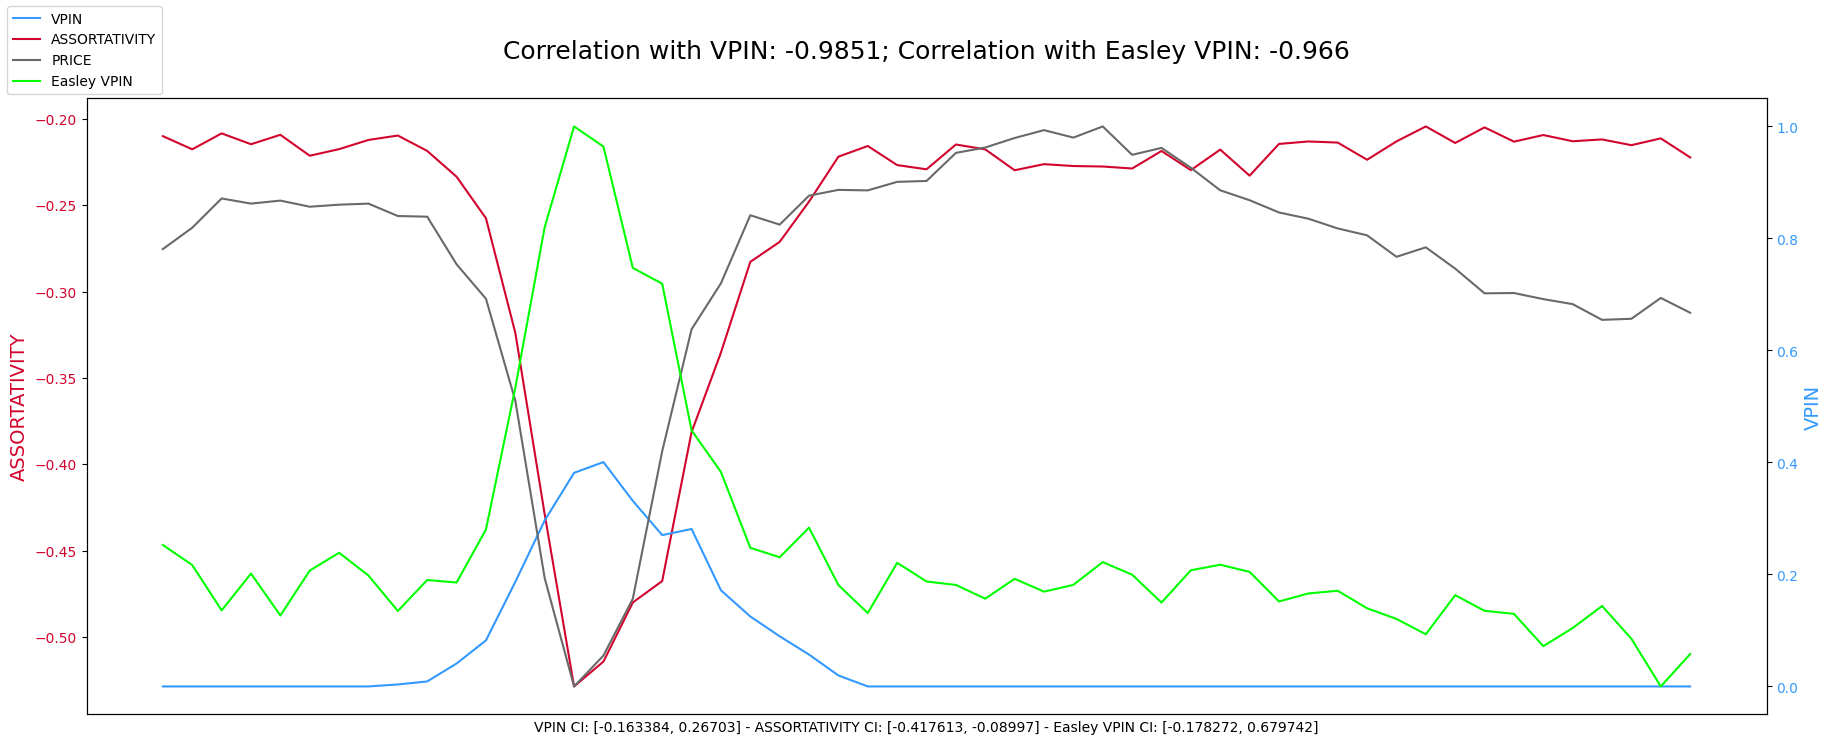 VPIN
ASSORTATIVITY
PRICE
Easley VPIN
Correlation with VPIN: -0.9851; Correlation with Easley VPIN: -0.966
ASSORTATIVITY
−0.20
−0.25
−0.30
−0.35
−0.40
−0.45
−0.50
1.0
0.8
0.6
0.4
0.2
0.0
VPIN
VPIN CI: [-0.163384, 0.26703] - ASSORTATIVITY CI: [-0.417613, -0.08997] - Easley VPIN CI: [-0.178272, 0.679742]